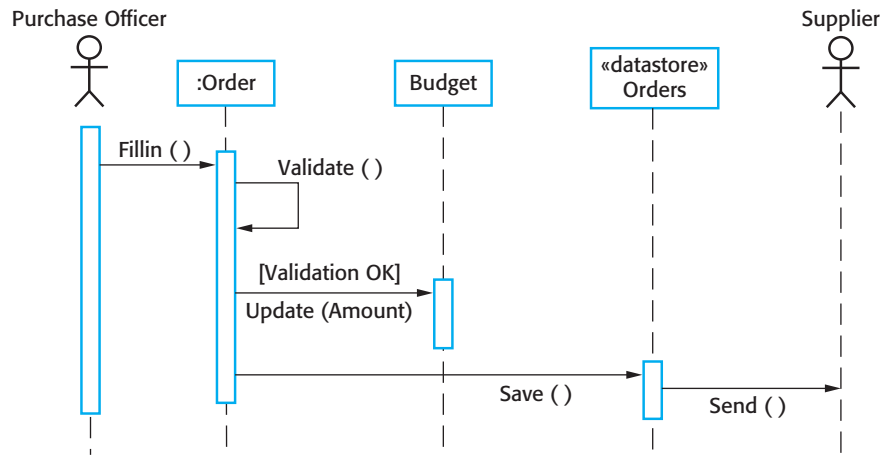 Purchase Officer
Supplier
:Order
Budget
«datastore»
Orders
Fillin ( )
Validate ( )
[Validation OK]
Update (Amount)
Save ( )
Send ( )